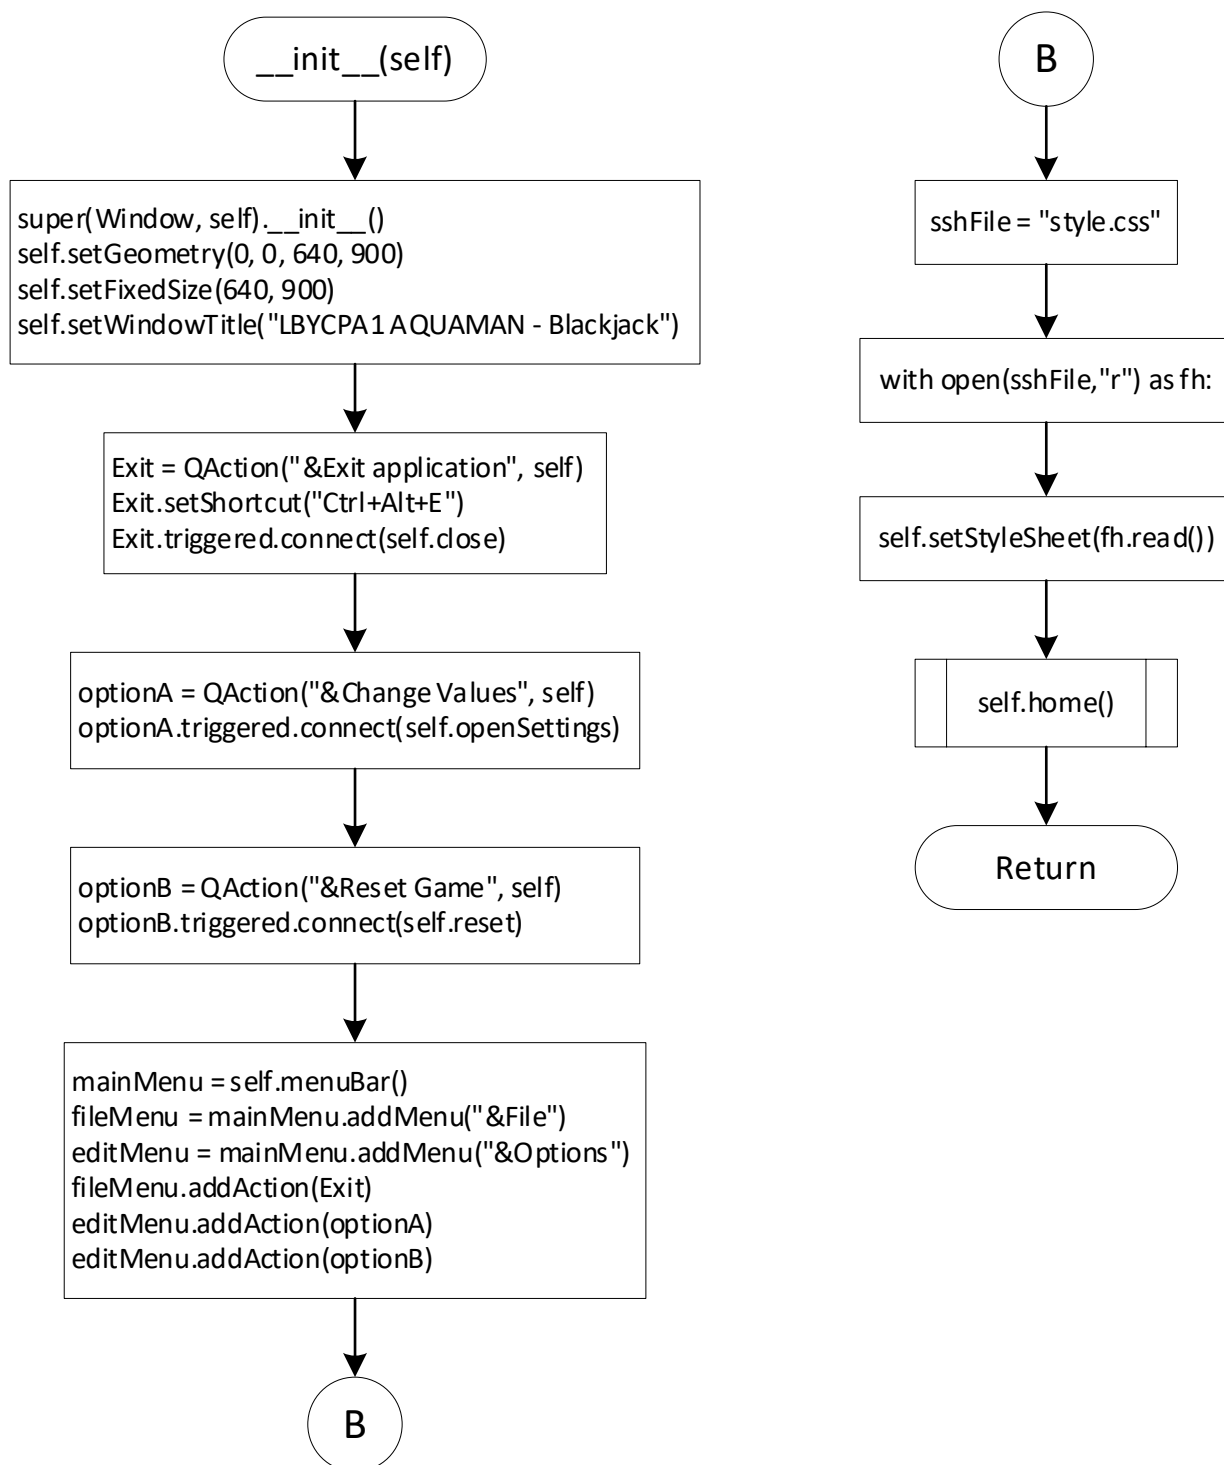 __init__(self)
super(Window, self).__init__()
self.setGeometry(0, 0, 640, 900)
self.setFixedSize(640, 900)
self.setWindowTitle("LBYCPA1 AQUAMAN - Blackjack")
Exit = QAction("&Exit application", self)
Exit.setShortcut("Ctrl+Alt+E")
Exit.triggered.connect(self.close)
optionA = QAction("&Change Values", self)
optionA.triggered.connect(self.openSettings)
optionB = QAction("&Reset Game", self)
optionB.triggered.connect(self.reset)
mainMenu = self.menuBar()
fileMenu = mainMenu.addMenu("&File")
editMenu = mainMenu.addMenu("&Options")
fileMenu.addAction(Exit)
editMenu.addAction(optionA)
editMenu.addAction(optionB)
B
B
sshFile = "style.css"
with open(sshFile,"r") as fh:
self.setStyleSheet(fh.read())
self.home()
Return